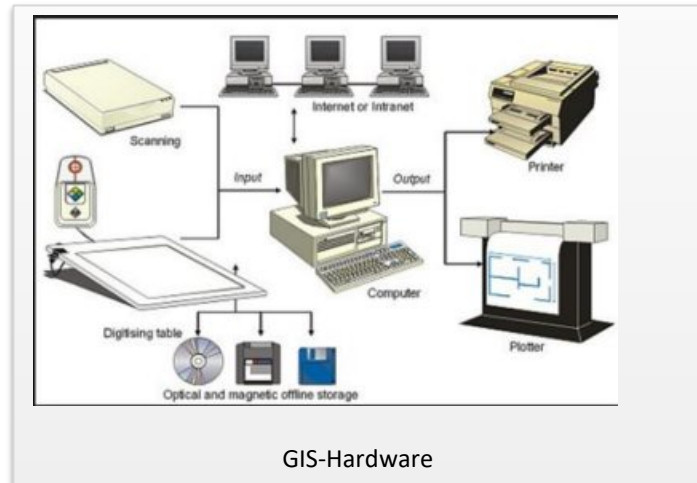 Internet or Intranet
Scanning
Printer
Input
Output
Computer
Digitising table
Plotter
Optical and magnetic offline storage
GIS-Hardware